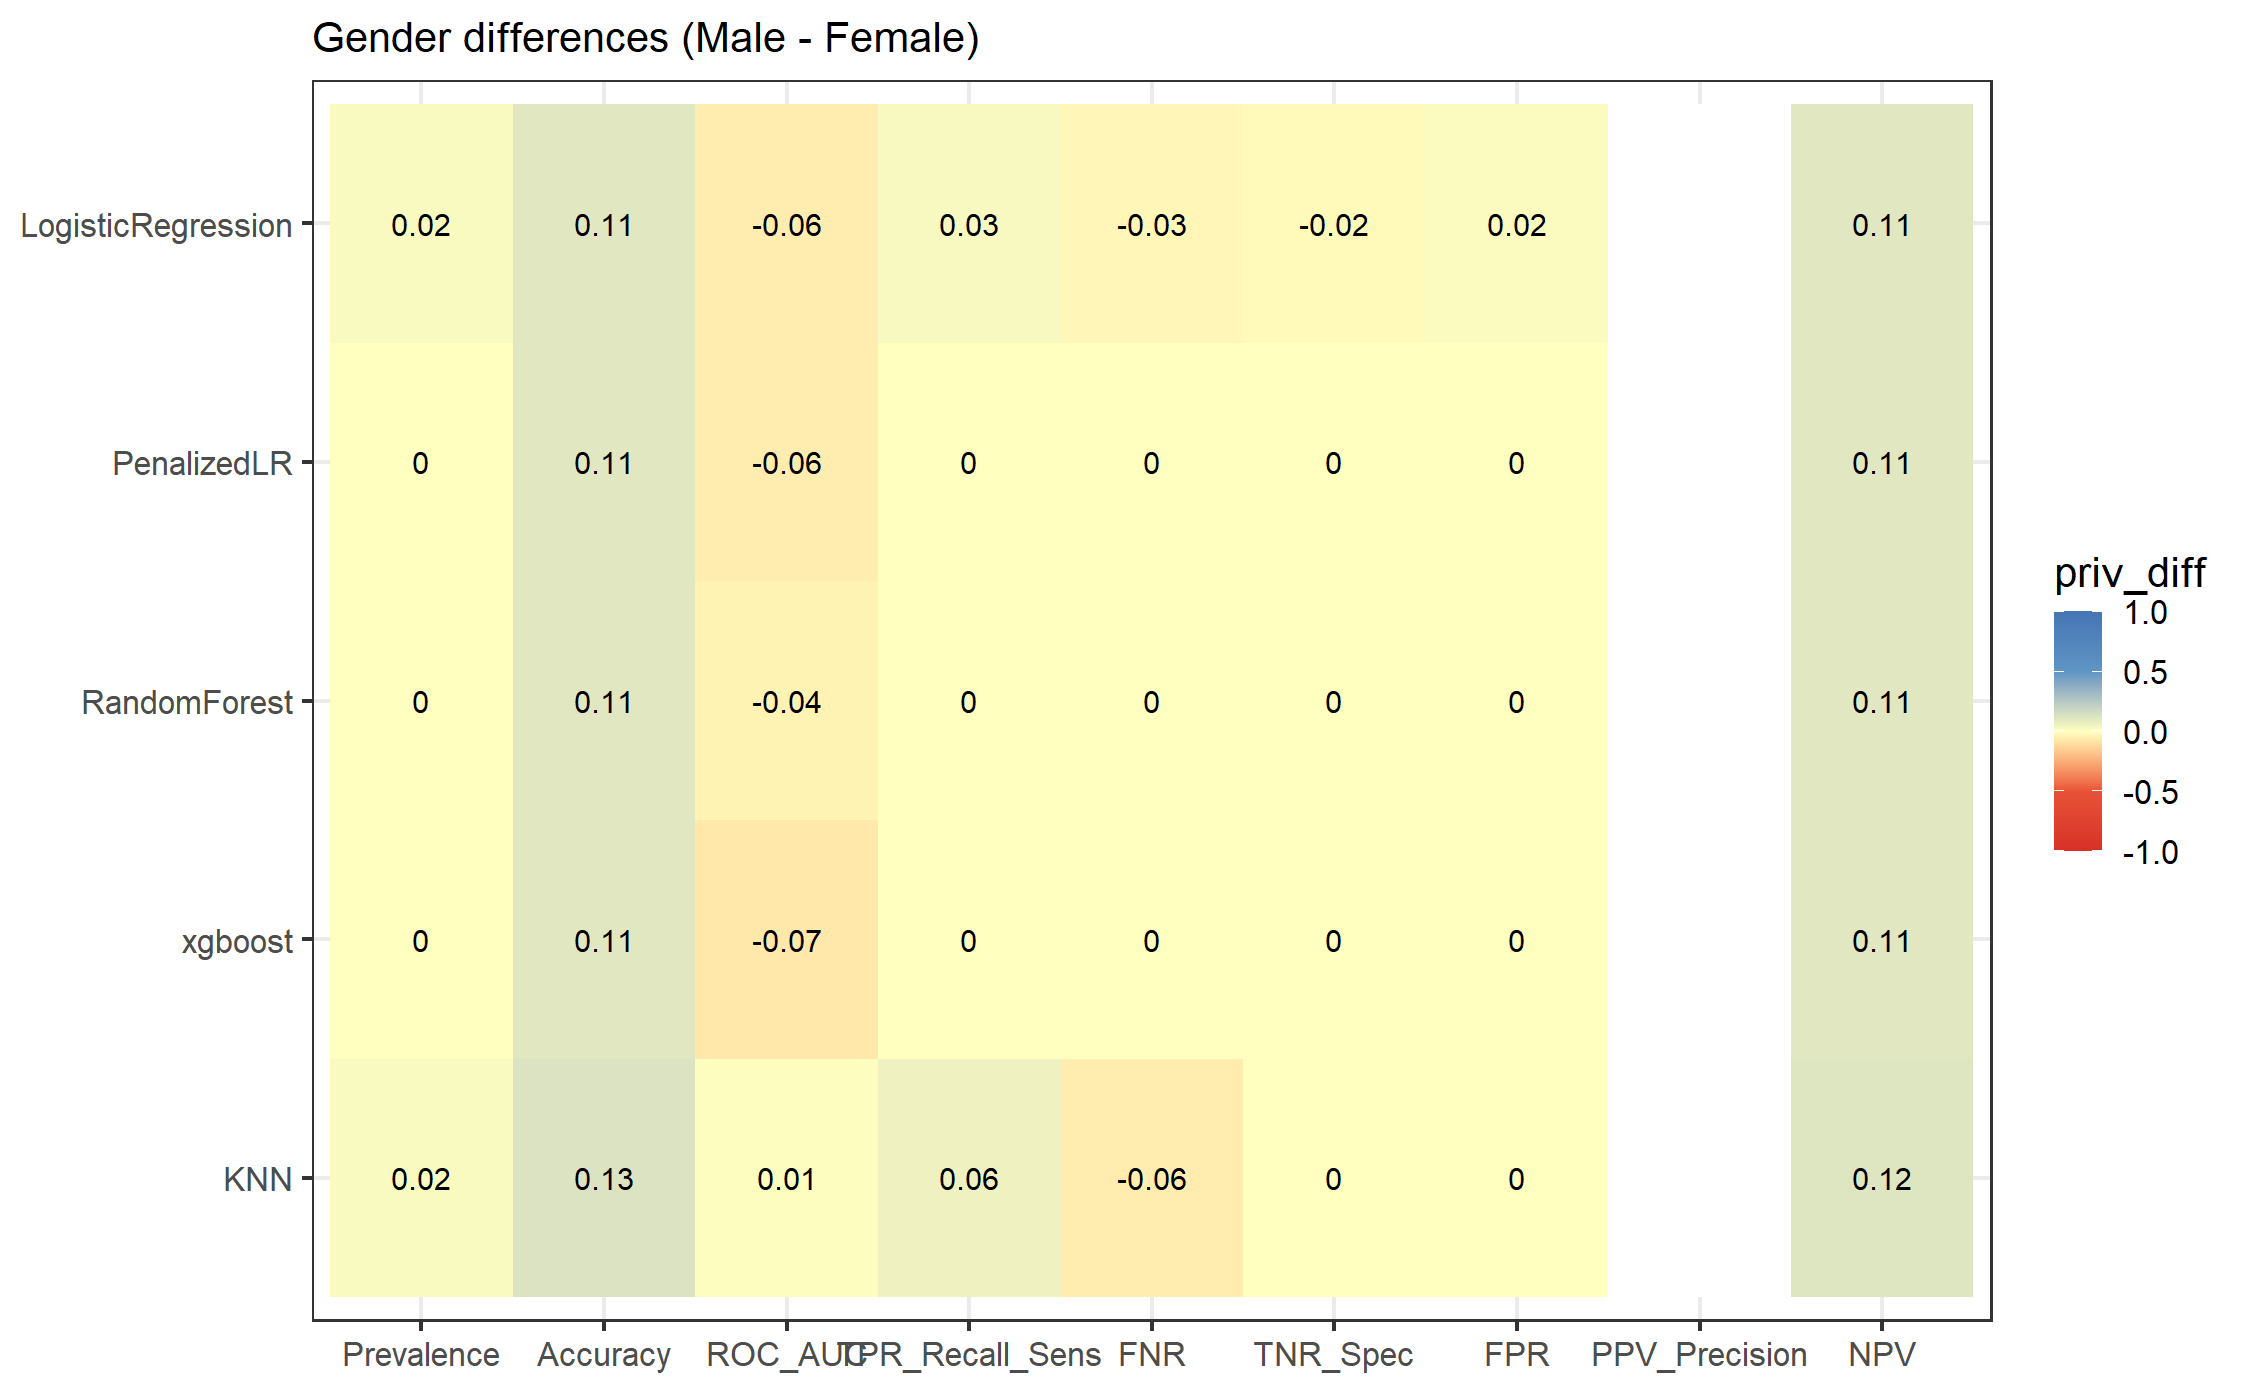 Gender differences (Male - Female)
LogisticRegression 0.02 0.11 -0.06 0.03 -0.03 -0.02 0.02 0.11
PenalizedLR 0 0.11 -0.06 0 0 0 0 0.11
RandomForest 0 0.11 -0.04 0 0 0 0 0.11
xgboost 0 0.11 -0.07 0 0 0 0 0.11
KNN 0.02 0.13 0.01 0.06 -0.06 0 0 0.12
Prevalence Accuracy ROC_AUC TPR_Recall_Sens FNR TNR_Spec FPR PPV_Precision NPV
priv_diff
1.0
0.5
0.0
-0.5
-1.0